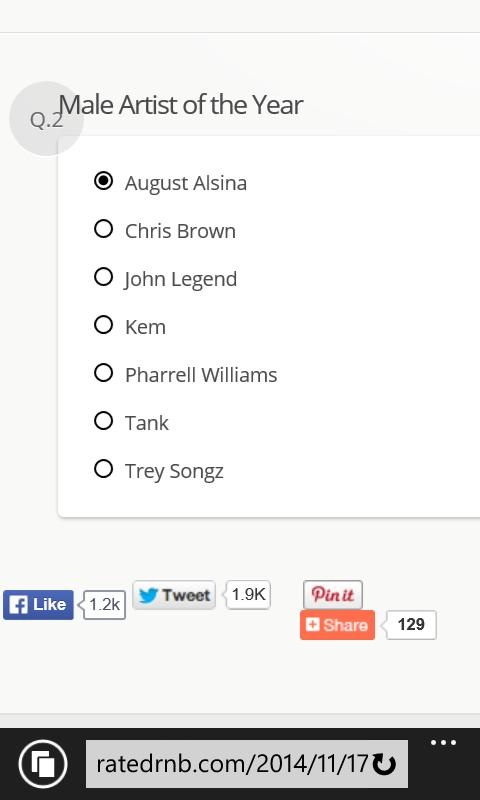 Q.2
Male Artist of the Year
August Alsina
Chris Brown
John Legend
Kem
Pharrell Williams
Tank
Trey Songz
Like 1.2k
Tweet 1.9K
Pin it
Share 129
ratedrnb.com/2014/11/17